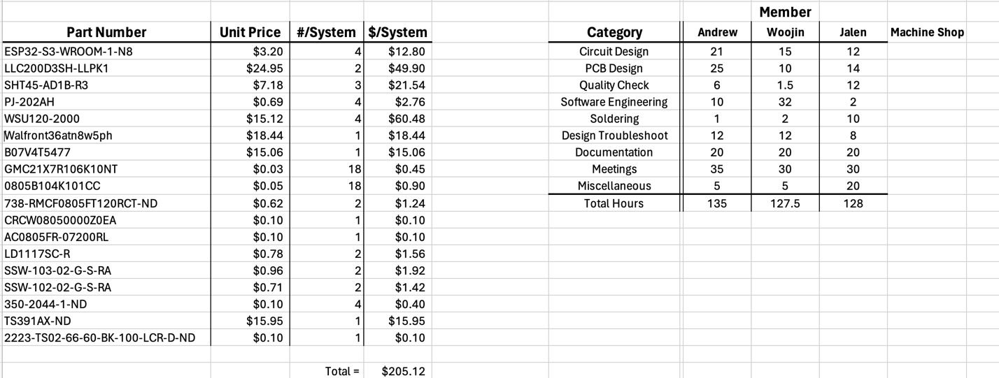 Member
Part Number Unit Price #/System $/System Category Andrew Woojin Jalen Machine Shop
ESP32-S3-WROOM-1-N8 $3.20 4 $12.80 Circuit Design 21 15 12
LLC200D3SH-LLPK1 $24.95 2 $49.90 PCB Design 25 10 14
SHT45-AD1B-R3 $7.18 3 $21.54 Quality Check 6 1.5 12
PJ-202AH $0.69 4 $2.76 Software Engineering 10 32 2
WSU120-2000 $15.12 4 $60.48 Soldering 1 2 10
Walfront36atn8w5ph $18.44 1 $18.44 Design Troubleshoot 12 12 8
B07V4T5477 $15.06 1 $15.06 Documentation 20 20 20
GMC21X7R106K10NT $0.03 18 $0.45 Meetings 35 30 30
0805B104K101CC $0.05 18 $0.90 Miscellaneous 5 5 20
738-RMCF0805FT120RCT-ND $0.62 2 $1.24 Total Hours 135 127.5 128
CRCW08050000Z0EA $0.10 1 $0.10
AC0805FR-07200RL $0.10 1 $0.10
LD1117SC-R $0.78 2 $1.56
SSW-103-02-G-S-RA $0.96 2 $1.92
SSW-102-02-G-S-RA $0.71 2 $1.42
350-2044-1-ND $0.10 4 $0.40
TS391AX-ND $15.95 1 $15.95
2223-TS02-66-60-BK-100-LCR-D-ND $0.10 1 $0.10
Total = $205.12